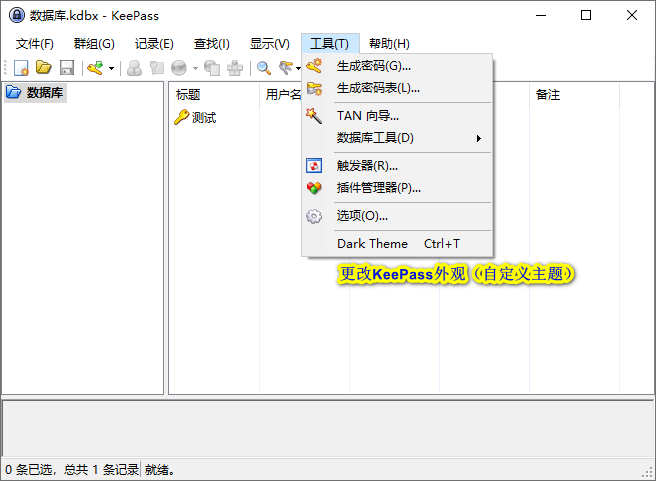 数据库.kdbx - KeePass
文件(F) 群组(G) 记录(E) 查找(I) 显示(V) 工具(T) 帮助(H)
生成密码(G)...
生成密码表(L)...
TAN 向导...
数据库工具(D)
触发器(R)...
插件管理器(P)...
选项(O)...
Dark Theme Ctrl+T
数据库
标题 用户名 备注
测试
更改KeePass外观（自定义主题）
0 条已选，总共 1 条记录 就绪。